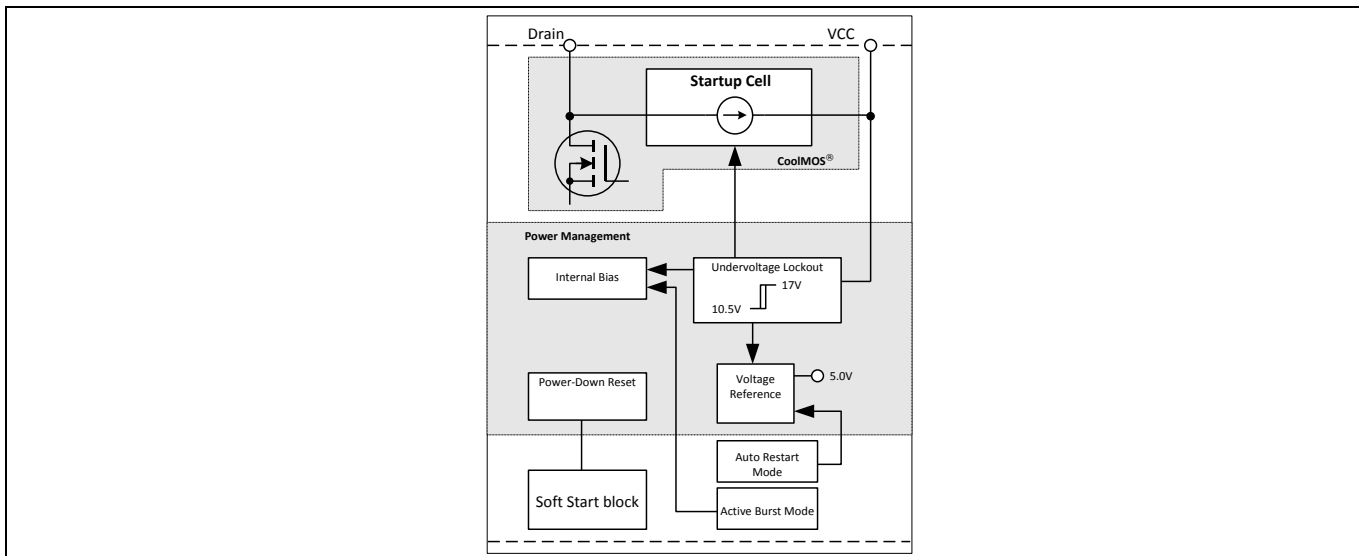 Drain
VCC
Startup Cell
CoolMOS®
Power Management
Internal Bias
Undervoltage Lockout
17V
10.5V
Power-Down Reset
Voltage
Reference
5.0V
Auto Restart
Mode
Soft Start block
Active Burst Mode